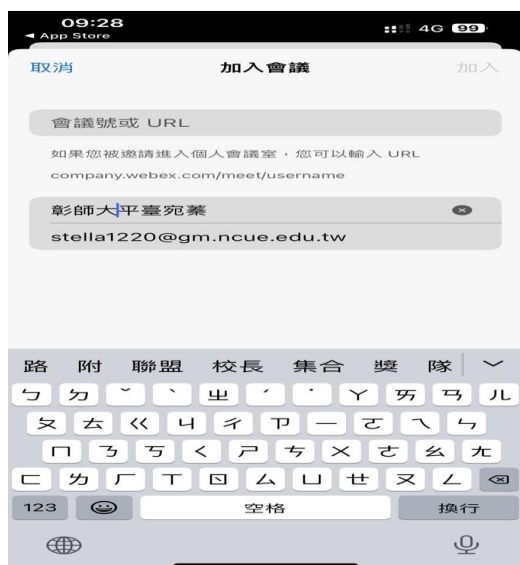 09:28
4G 99
◀ App Store
取消 加入會議 加入
會議號或 URL
如果您被邀請進入個人會議室，您可以輸入 URL
company.webex.com/meet/username
彰師大平臺宛蓁
stella1220@gm.ncue.edu.tw
路 附 聯盟 校長 集合 獎 隊
ㄅ ㄉ ˇ ˋ ㄓ ˊ ˙ ㄚ ㄞ ㄢ ㄦ
ㄆ ㄊ ㄍ ㄐ ㄔ ㄗ ㄧ ㄛ ㄟ ㄣ
ㄇ ㄋ ㄎ ㄑ ㄕ ㄘ ㄨ ㄜ ㄠ ㄤ
ㄈ ㄌ ㄏ ㄒ ㄖ ㄙ ㄩ ㄝ ㄡ ㄥ
123 空格 換行